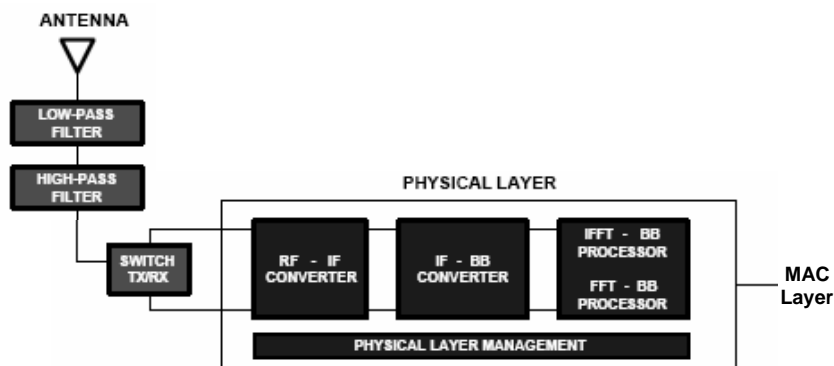 ANTENNA
LOW-PASS
FILTER
HIGH-PASS
FILTER
PHYSICAL LAYER
SWITCH
TX/RX
RF - IF
CONVERTER
IF - BB
CONVERTER
IFFT - BB
PROCESSOR
FFT - BB
PROCESSOR
MAC
Layer
PHYSICAL LAYER MANAGEMENT